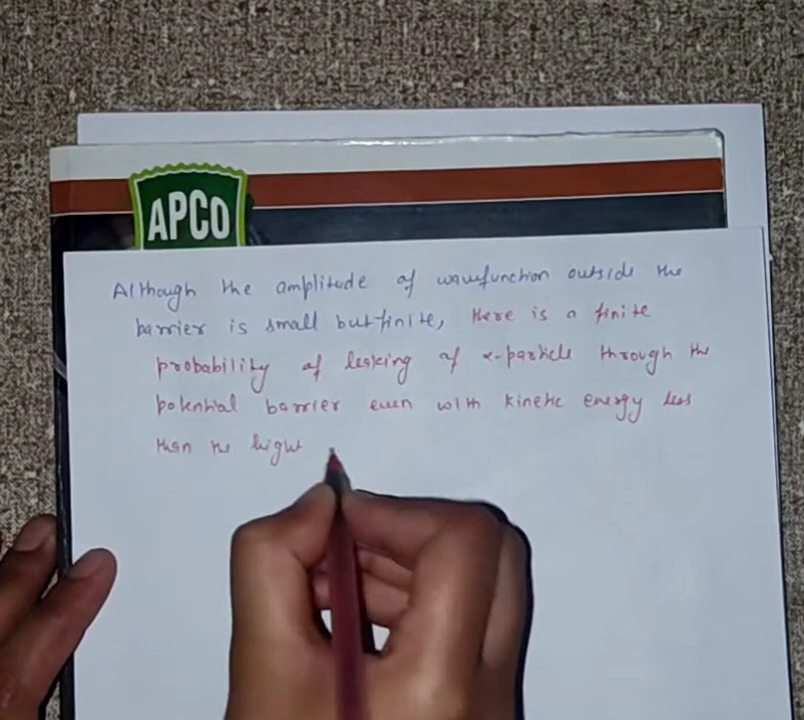 APCO
Although the amplitude of wavefunction outside the
barrier is small but finite, there is a finite
probability of leaking of α-particle through the
potential barrier even with kinetic energy less
than the hight